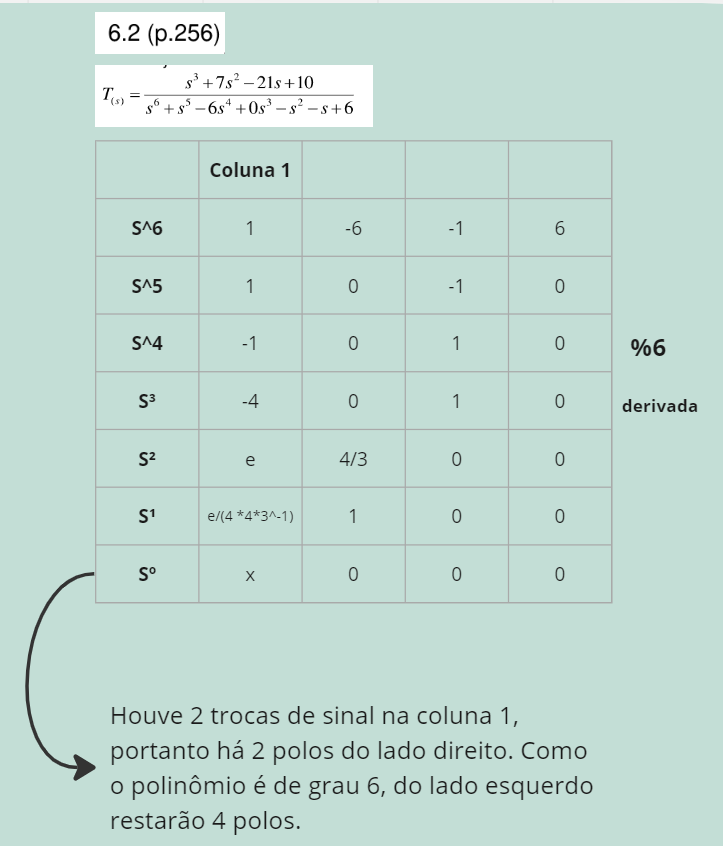 6.2 (p.256)
T(s) = (s³ + 7s² − 21s + 10) / (s⁶ + s⁵ − 6s⁴ + 0s³ − s² − s + 6)
Coluna 1
S^6 1 -6 -1 6
S^5 1 0 -1 0
S^4 -1 0 1 0 %6
S³ -4 0 1 0 derivada
S² e 4/3 0 0
S¹ e/(4 *4*3^-1) 1 0 0
Sº x 0 0 0
Houve 2 trocas de sinal na coluna 1,
portanto há 2 polos do lado direito. Como
o polinômio é de grau 6, do lado esquerdo
restarão 4 polos.